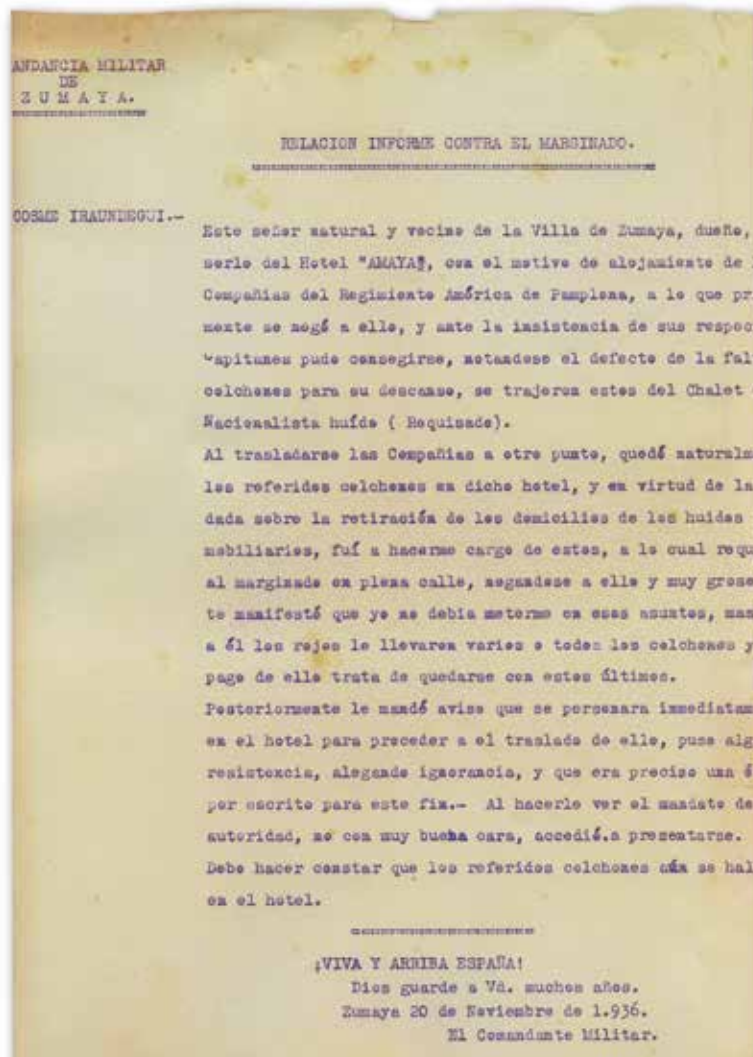 ANDANCIA MILITAR
DE
Z U M A Y A.
RELACION INFORME CONTRA EL MARGINADO.
COSME IRAUNDEGUI.-
Este señor natural y vecino de la Villa de Zumaya, dueño,
serje del Hotel "AMAYA", con el motivo de alojamiento de
Compañias del Regimiento América de Pamplona, a lo que pr
mente se negó a ello, y ante la insistencia de sus respec
Capitanes pude consegirse, notandose el defecto de la fal
colchones para su descanso, se trajeron estos del Chalet
Nacionalista huído ( Requisado).
Al trasladarse las Compañias a otro punto, quedó naturalm
los referidos colchones en dicho hotel, y en virtud de la
dada sobre la retiración de los domicilios de los huidos
mobiliarios, fuí a hacerme cargo de estos, a lo cual requ
al marginado en plena calle, negandose a ello y muy grose
te manifestó que yo no debia meterme en esos asuntos, man
a él los rojos le llevaron varios o todos los colchones y
pago de ello trata de quedarse con estos últimos.
Posteriormente le mandó aviso que se personara inmediatam
en el hotel para proceder a el traslado de ello, puso alg
resistencia, alegando ignorancia, y que era preciso una ó
por escrito para este fin.- Al hacerle ver el mandato de
autoridad, no con muy buena cara, accedió.a presentarse.
Debo hacer constar que los referidos colchones aún se hal
en el hotel.
¡VIVA Y ARRIBA ESPAÑA!
Dios guarde a Vd. muchos años.
Zumaya 20 de Noviembre de 1.936.
El Comandante Militar.